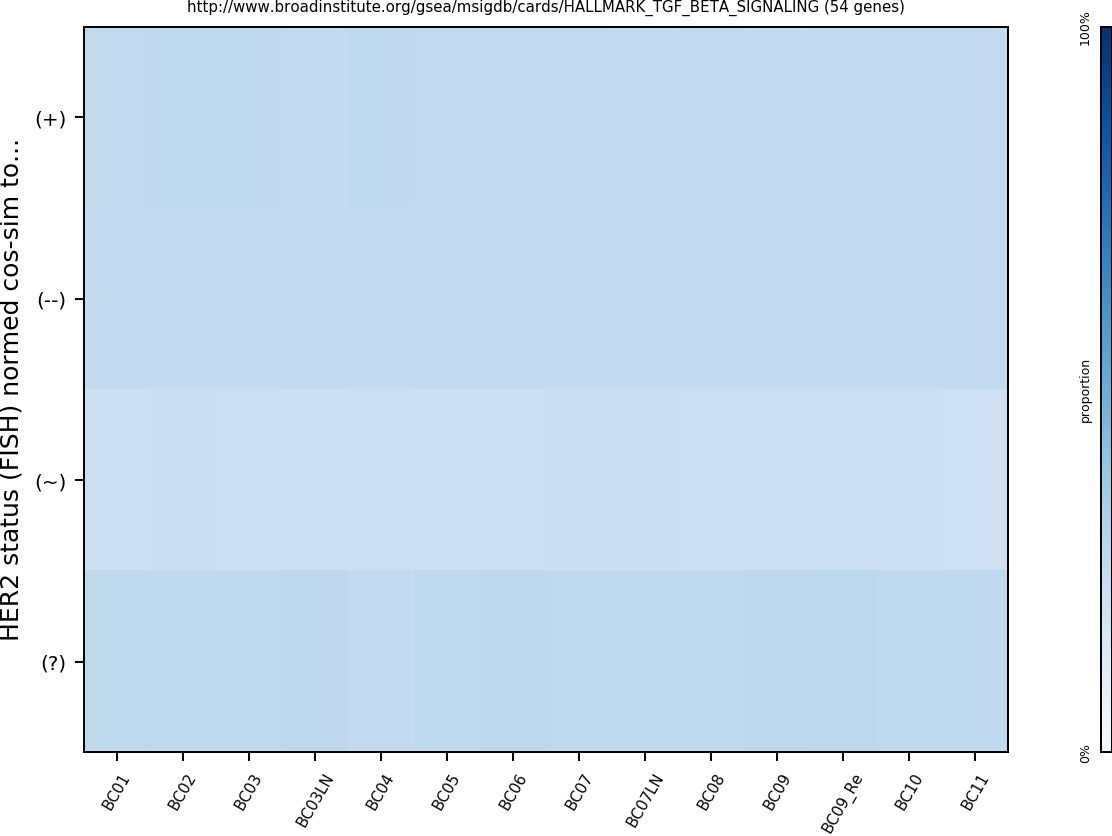 http://www.broadinstitute.org/gsea/msigdb/cards/HALLMARK_TGF_BETA_SIGNALING (54 genes)
HER2 status (FISH) normed cos-sim to...
(+)
(--)
(~)
(?)
BC01
BC02
BC03
BC03LN
BC04
BC05
BC06
BC07
BC07LN
BC08
BC09
BC09_Re
BC10
BC11
100%
proportion
0%